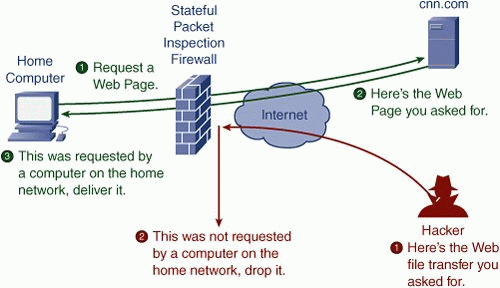 Stateful
Packet
Inspection
Firewall
cnn.com
Home
Computer
1 Request a
Web Page.
2 Here's the Web
Page you asked for.
Internet
3 This was requested by
a computer on the home
network, deliver it.
2 This was not requested
by a computer on the
home network, drop it.
Hacker
1 Here's the Web
file transfer you
asked for.